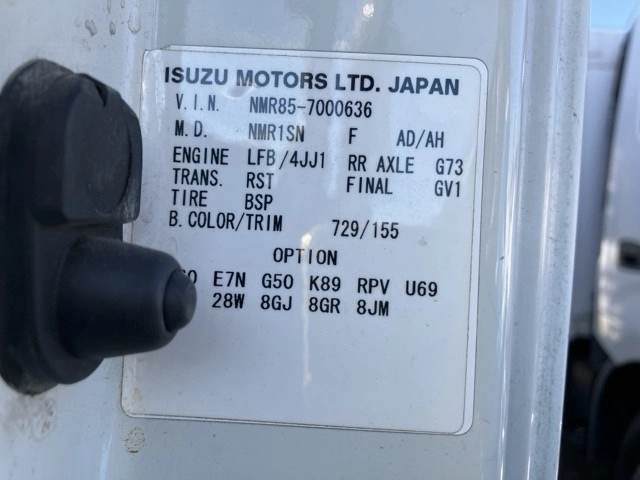 ISUZU MOTORS LTD. JAPAN
V.I.N. NMR85-7000636
M.D. NMR1SN F AD/AH
ENGINE LFB/4JJ1 RR AXLE G73
TRANS. RST FINAL GV1
TIRE BSP
B.COLOR/TRIM 729/155
OPTION
E7N G50 K89 RPV U69
28W 8GJ 8GR 8JM